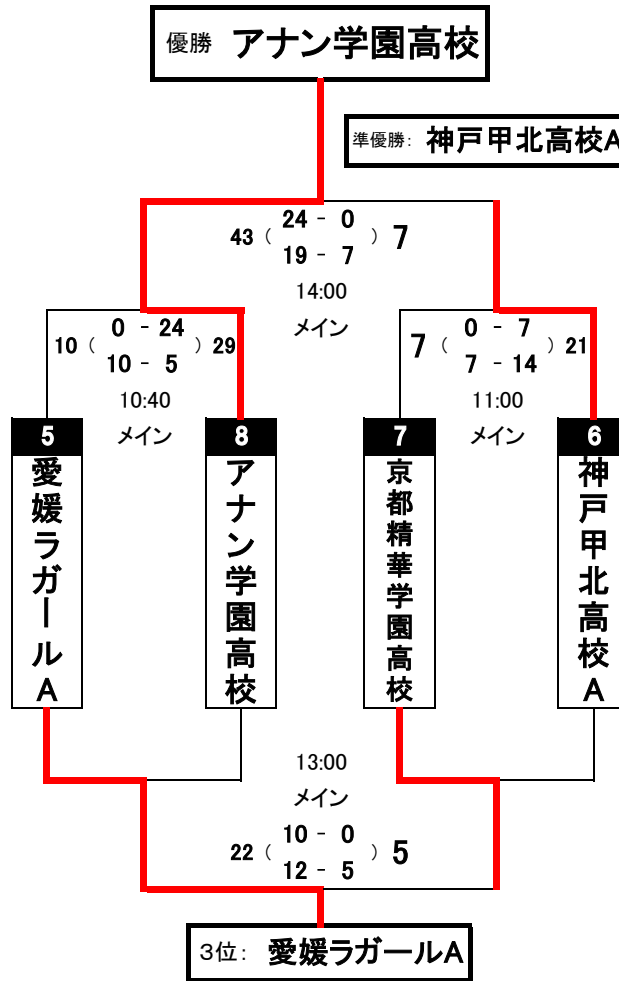 優勝 アナン学園高校
準優勝: 神戸甲北高校A
24 - 0
43 ( ) 7
19 - 7
14:00
メイン
0 - 24
10 ( ) 29
10 - 5
10:40
メイン
0 - 7
7 ( ) 21
7 - 14
11:00
メイン
5
愛媛ラガールA
8
アナン学園高校
7
京都精華学園高校
6
神戸甲北高校A
13:00
メイン
10 - 0
22 ( ) 5
12 - 5
3位: 愛媛ラガールA